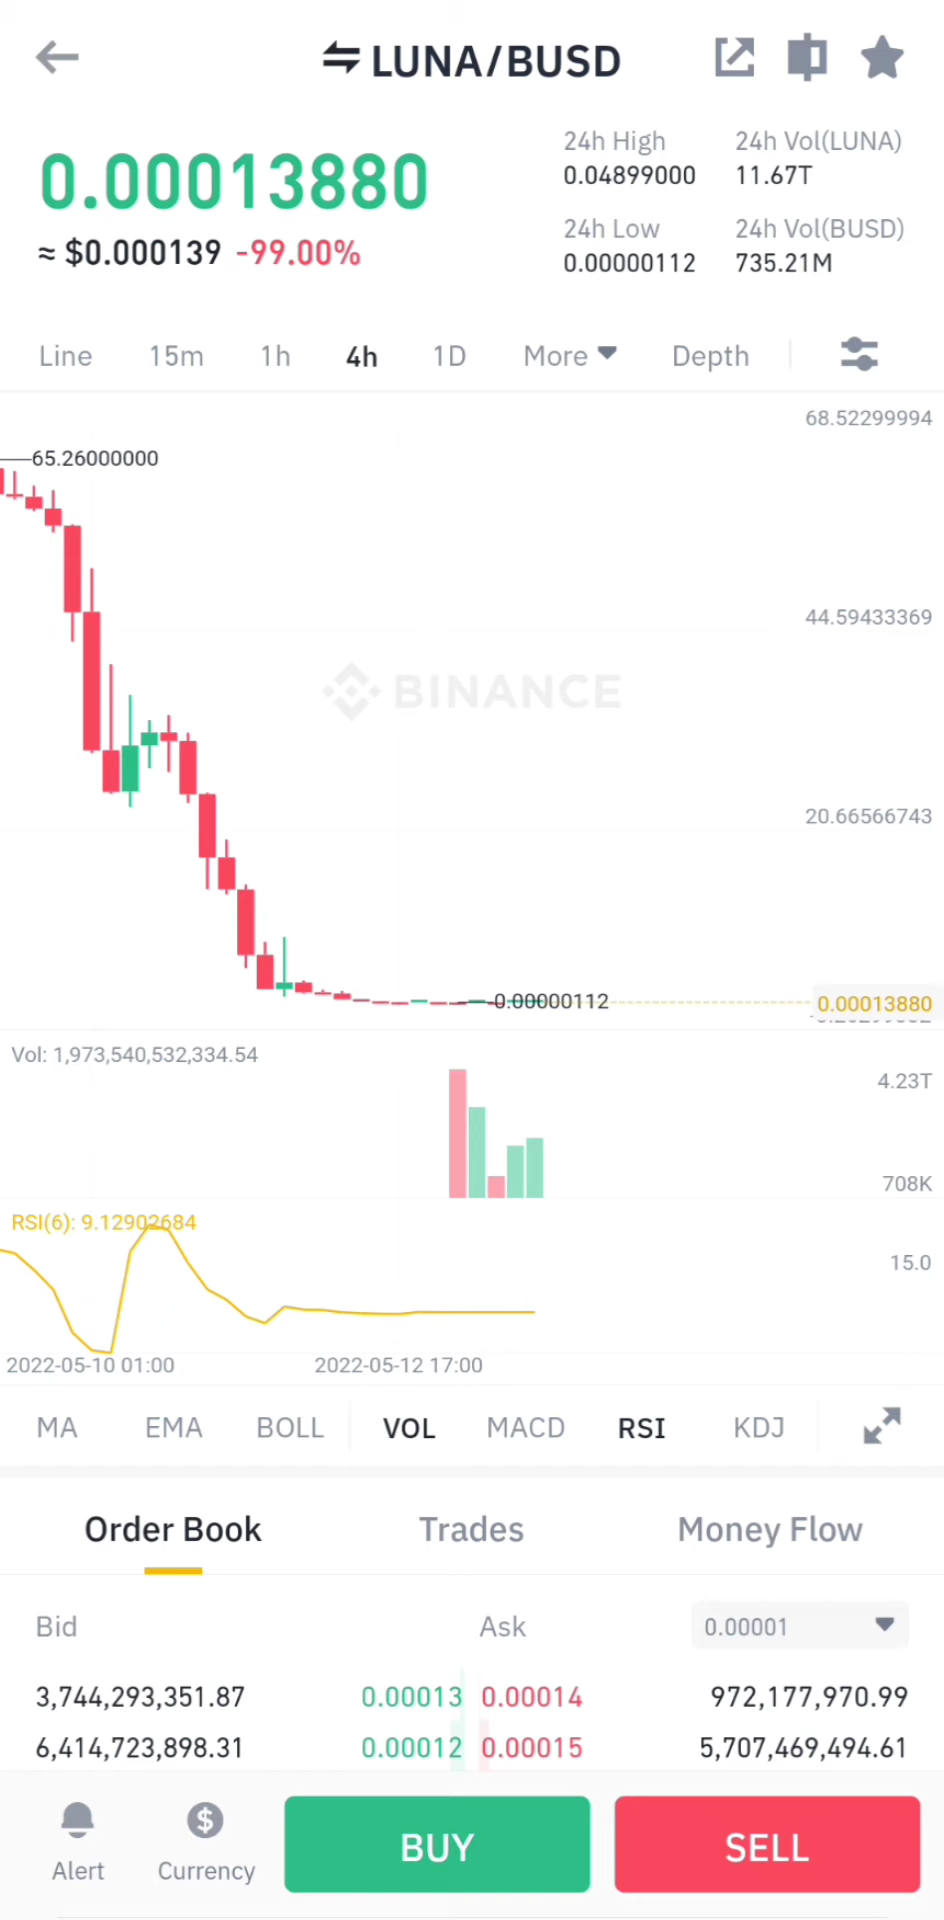 LUNA/BUSD
0.00013880
≈ $0.000139 -99.00%
24h High
0.04899000
24h Vol(LUNA)
11.67T
24h Low
0.00000112
24h Vol(BUSD)
735.21M
Line 15m 1h 4h 1D More Depth
68.52299994
65.26000000
44.59433369
BINANCE
20.66566743
0.00000112
0.00013880
Vol: 1,973,540,532,334.54
4.23T
708K
RSI(6): 9.12902684
15.0
2022-05-10 01:00 2022-05-12 17:00
MA EMA BOLL VOL MACD RSI KDJ
Order Book Trades Money Flow
Bid Ask 0.00001
3,744,293,351.87 0.00013 0.00014 972,177,970.99
6,414,723,898.31 0.00012 0.00015 5,707,469,494.61
Alert Currency BUY SELL